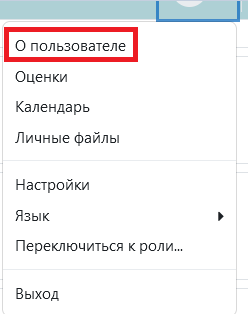 О пользователе
Оценки
Календарь
Личные файлы
Настройки
Язык
Переключиться к роли...
Выход